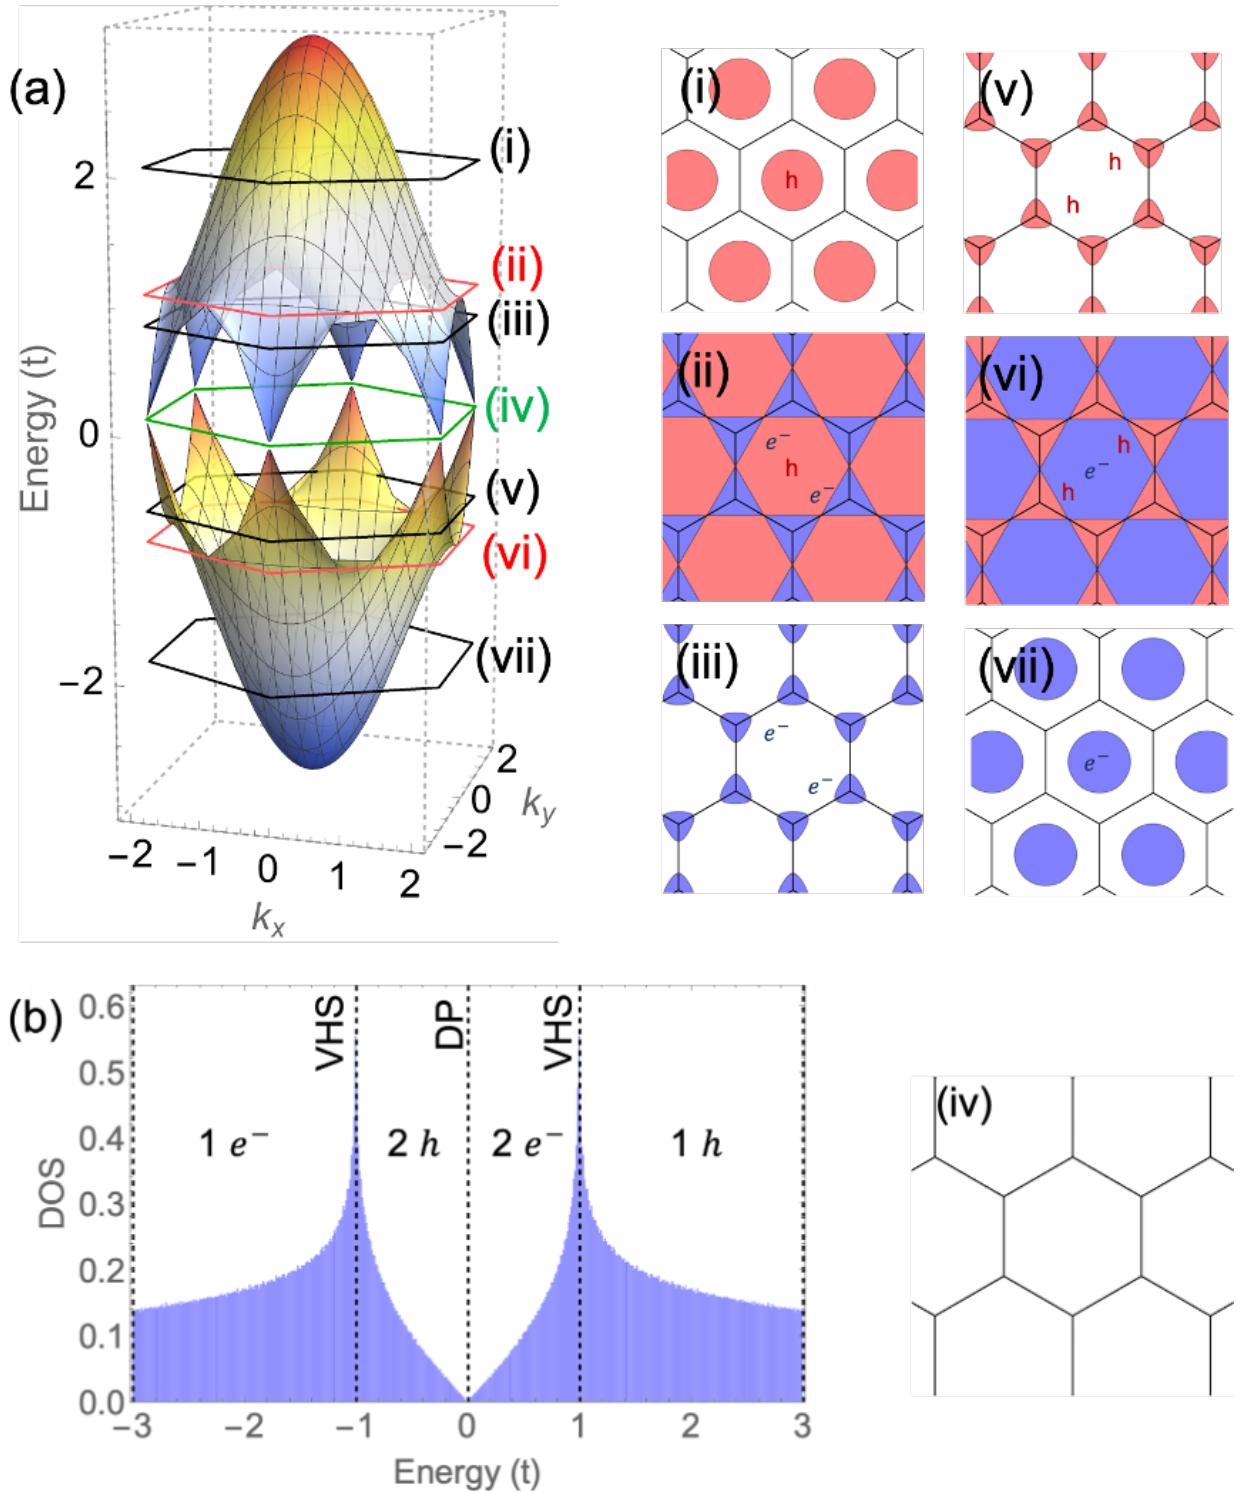 (a)
(i)
(ii)
(iii)
(iv)
(v)
(vi)
(vii)
Energy (t)
2
0
−2
−2 −1 0 1 2
kₓ
2
0
−2
k_y
(i)
h
(v)
h
h
(ii)
e⁻
h
e⁻
(vi)
h
e⁻
h
(iii)
e⁻
e⁻
(vii)
e⁻
(b)
VHS
DP
VHS
1 e⁻
2 h
2 e⁻
1 h
DOS
0.6
0.5
0.4
0.3
0.2
0.1
0.0
−3 −2 −1 0 1 2 3
Energy (t)
(iv)